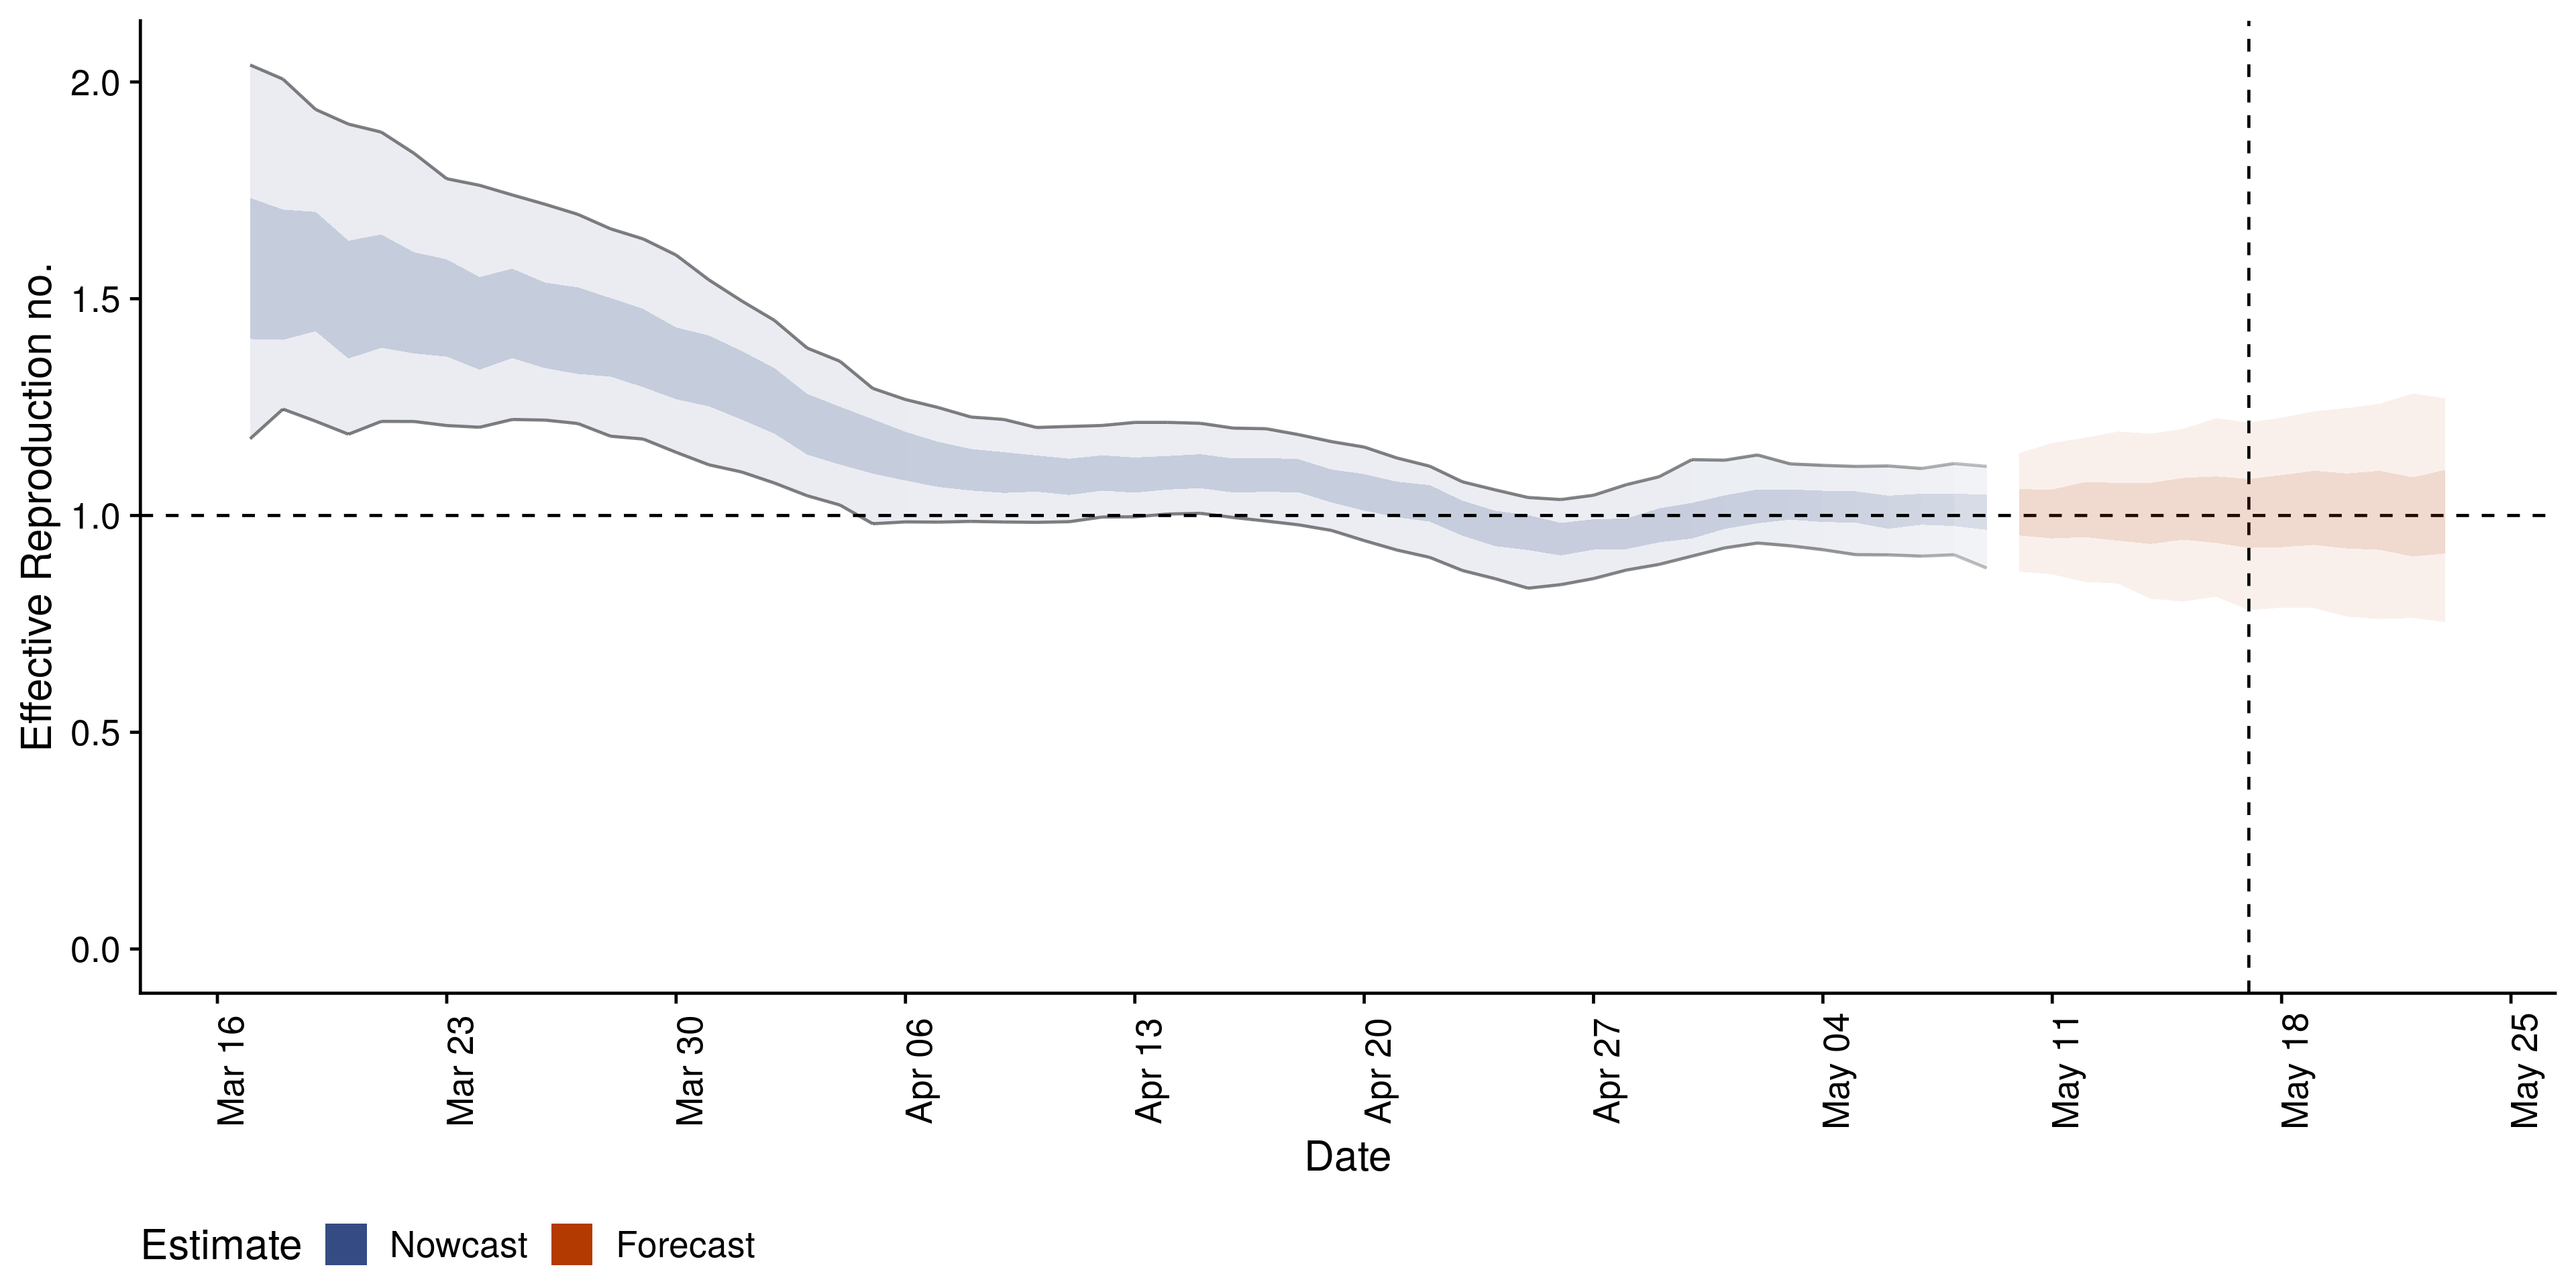 Effective Reproduction no.
2.0
1.5
1.0
0.5
0.0
Mar 16
Mar 23
Mar 30
Apr 06
Apr 13
Apr 20
Apr 27
May 04
May 11
May 18
May 25
Date
Estimate Nowcast Forecast